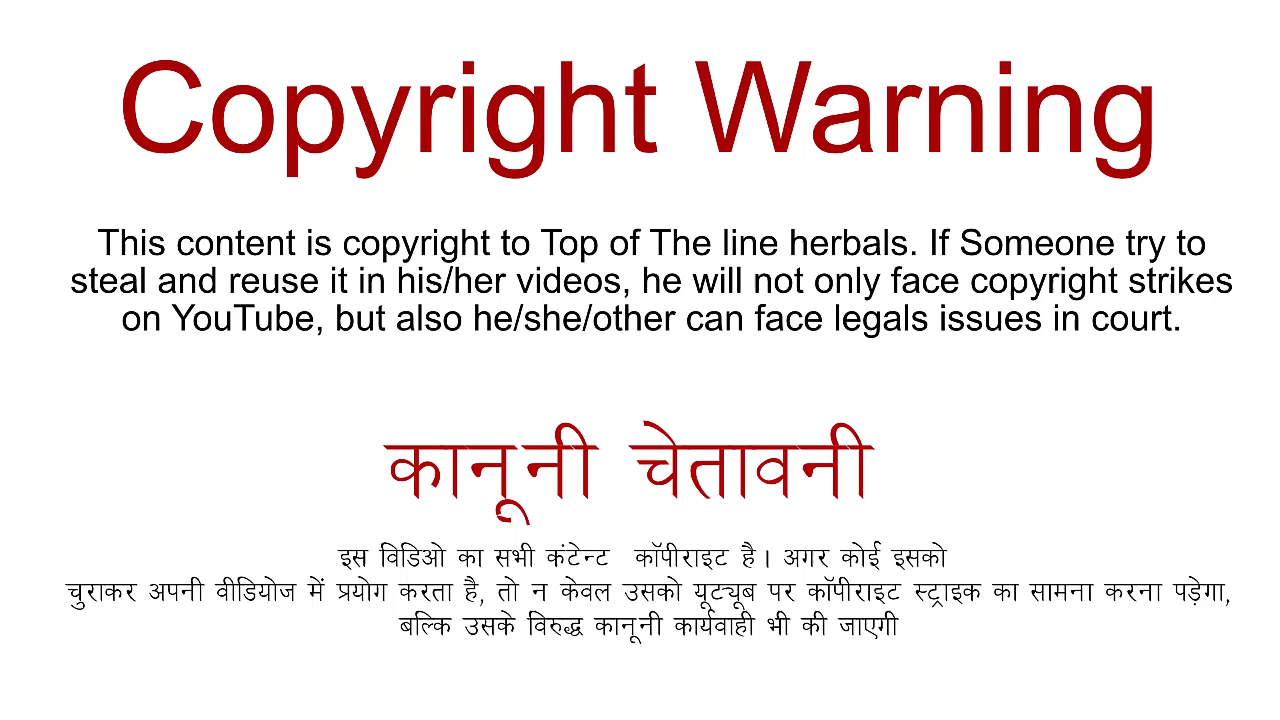 Copyright Warning
This content is copyright to Top of The line herbals. If Someone try to
steal and reuse it in his/her videos, he will not only face copyright strikes
on YouTube, but also he/she/other can face legals issues in court.
कानूनी चेतावनी
इस विडिओ का सभी कंटेन्ट कॉपीराइट है। अगर कोई इसको
चुराकर अपनी वीडियोज में प्रयोग करता है, तो न केवल उसको यूट्यूब पर कॉपीराइट स्ट्राइक का सामना करना पड़ेगा,
बल्कि उसके विरुद्ध कानूनी कार्यवाही भी की जाएगी